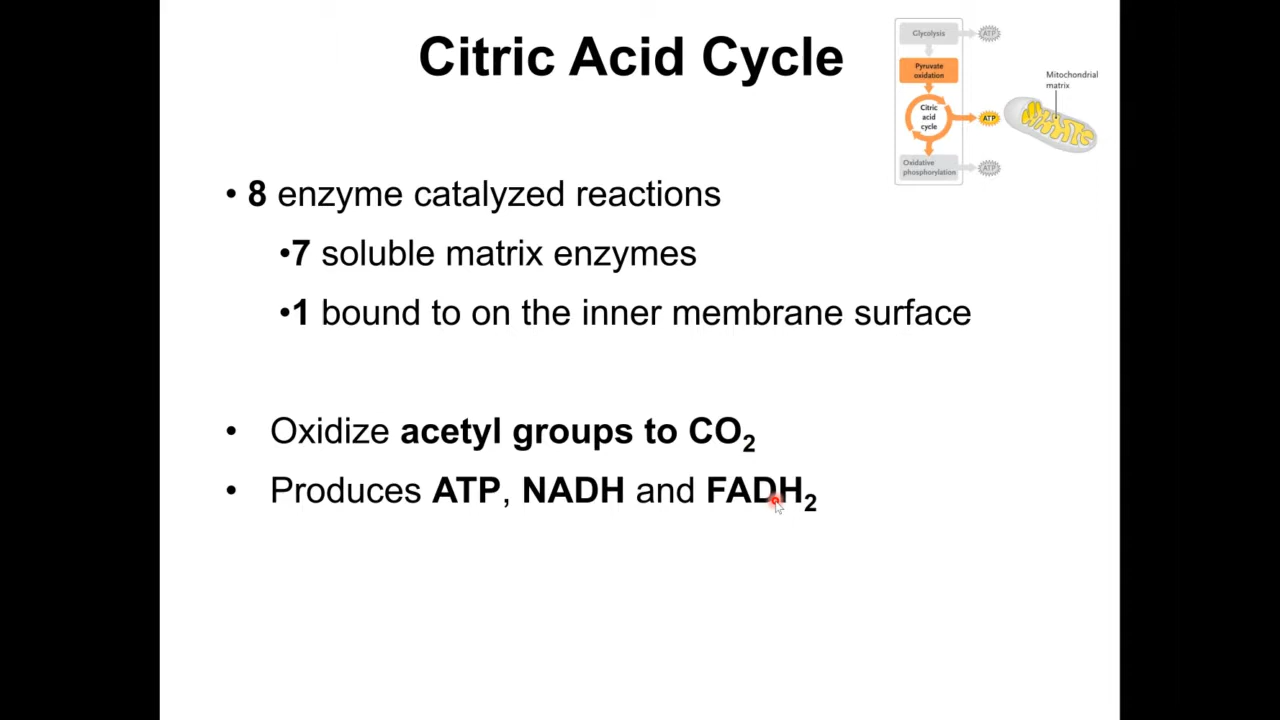 Citric Acid Cycle
Glycolysis
ATP
Pyruvate
oxidation
Mitochondrial
matrix
Citric
acid
cycle
ATP
Oxidative
phosphorylation
ATP
• 8 enzyme catalyzed reactions
•7 soluble matrix enzymes
•1 bound to on the inner membrane surface
• Oxidize acetyl groups to CO₂
• Produces ATP, NADH and FADH₂